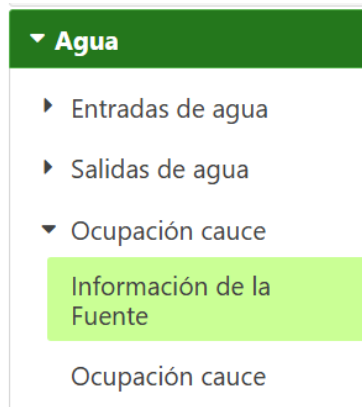 Agua
Entradas de agua
Salidas de agua
Ocupación cauce
Información de la
Fuente
Ocupación cauce